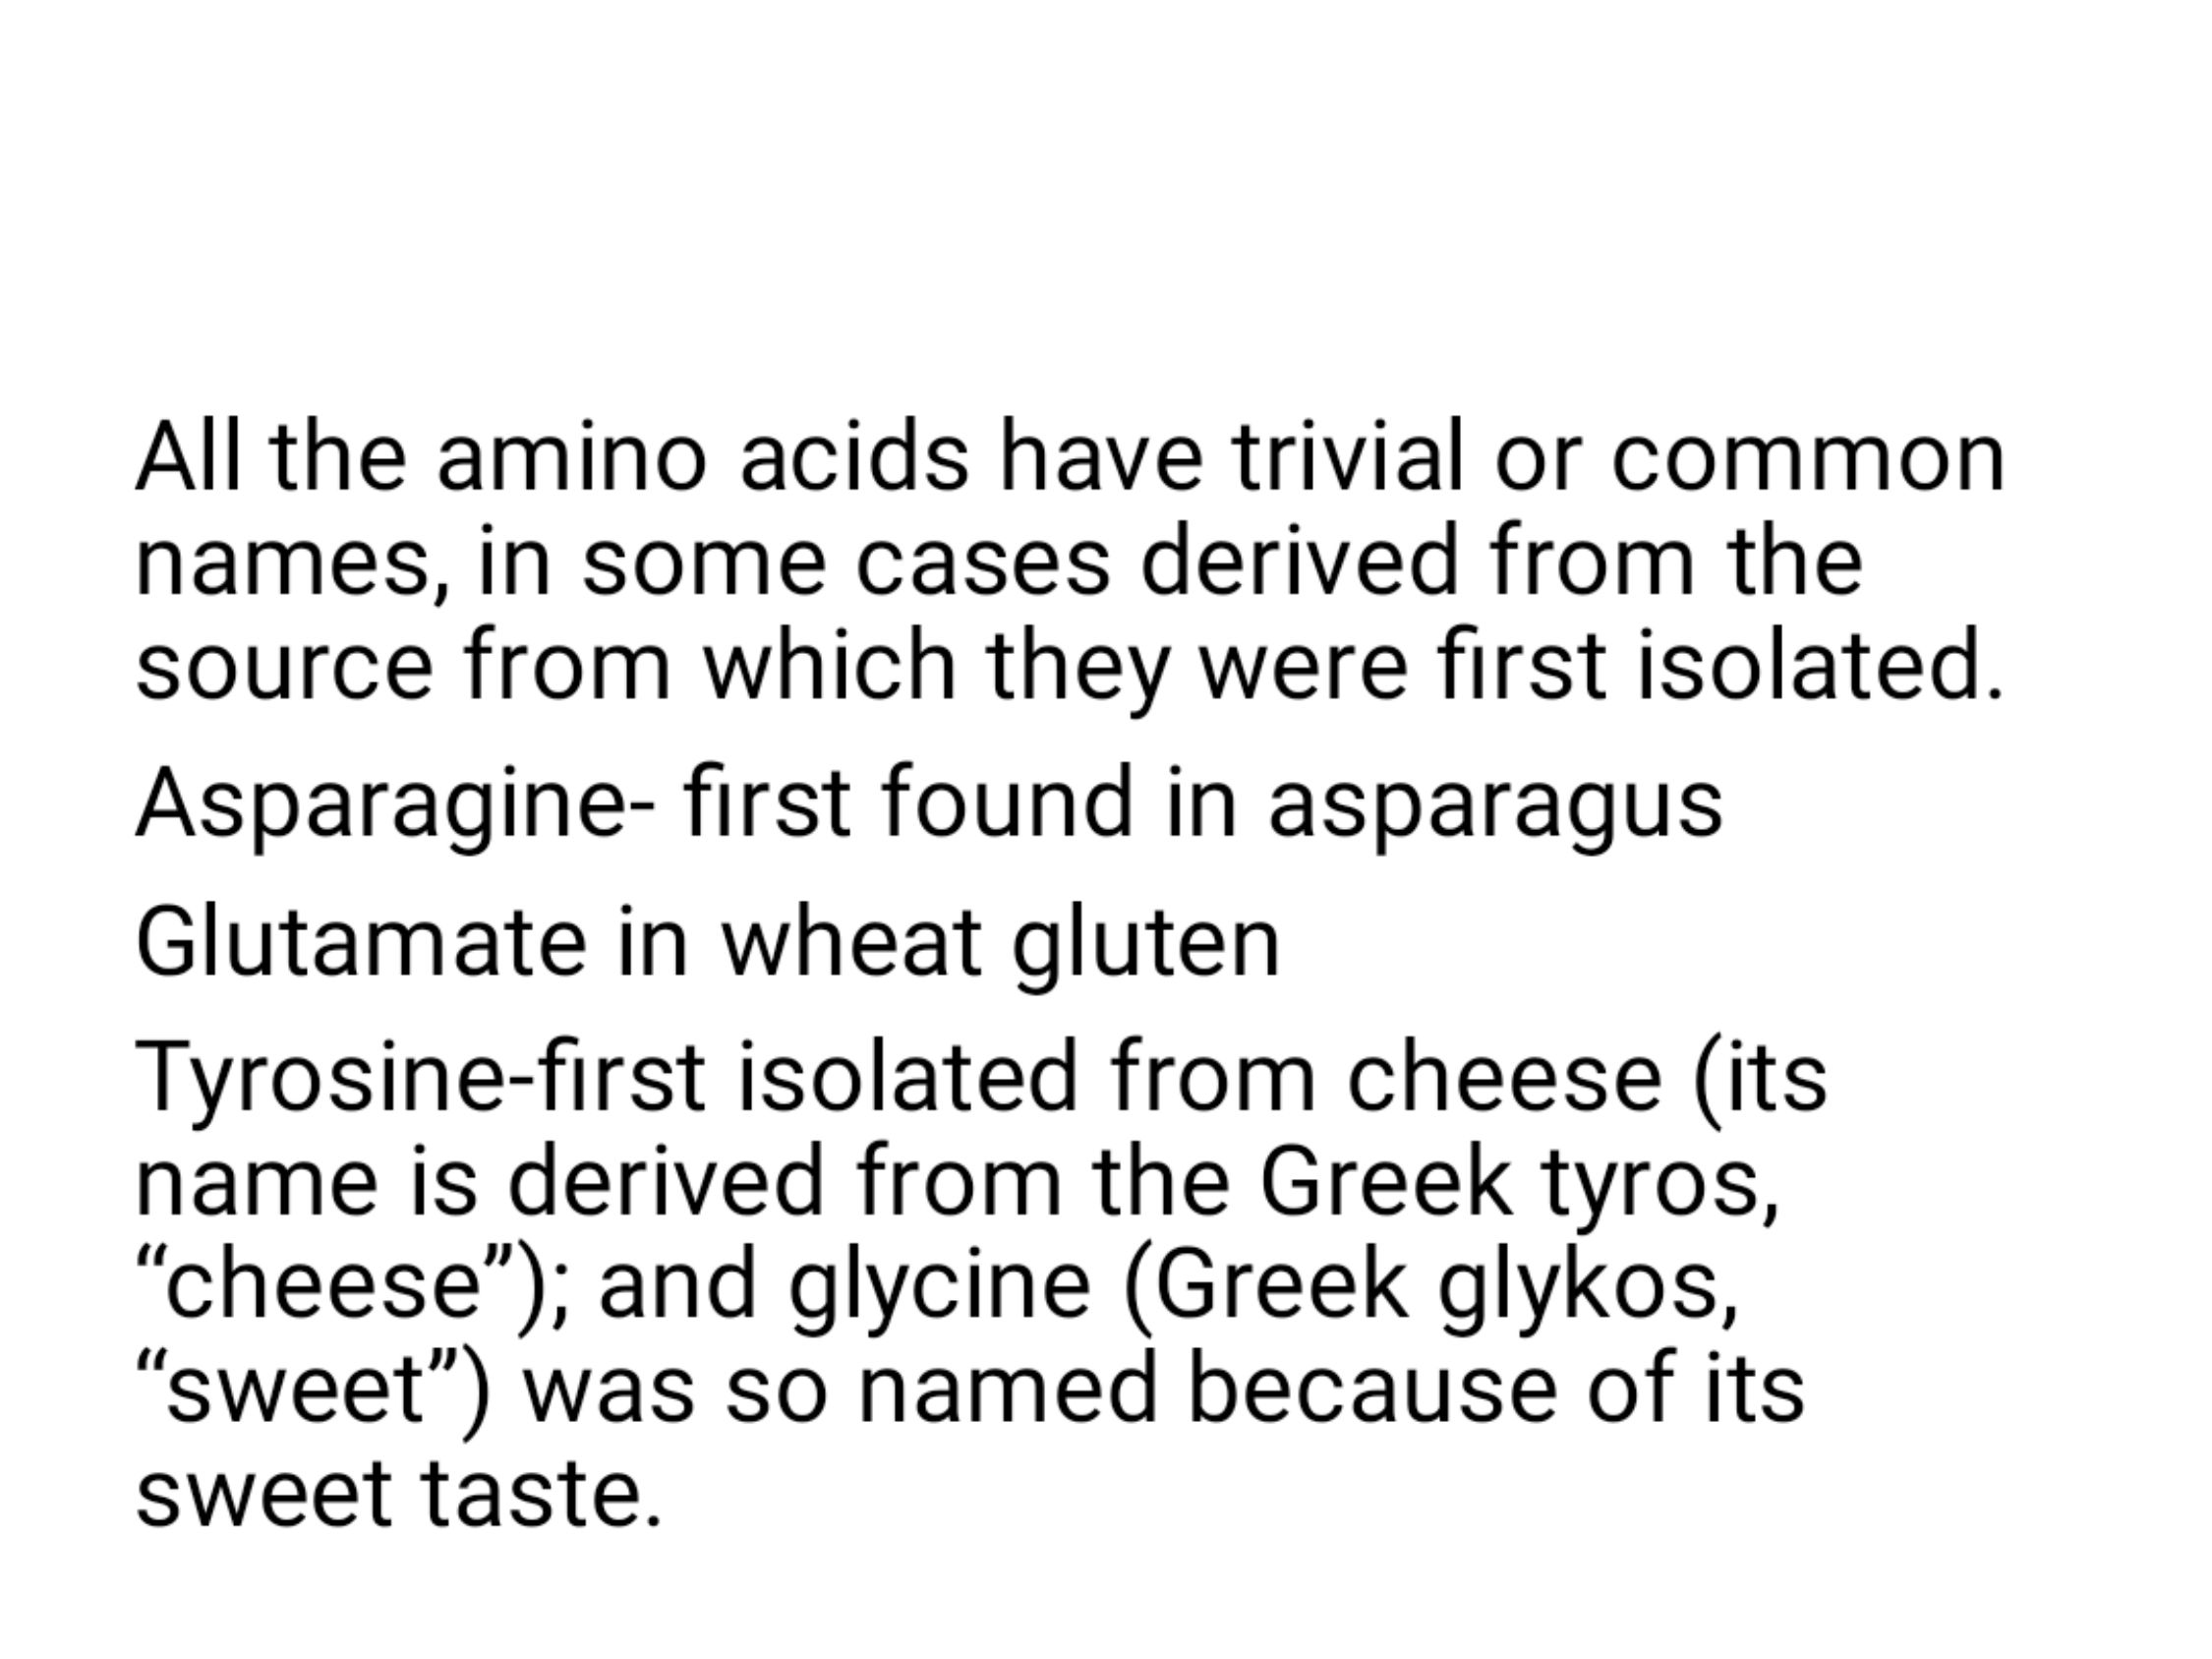 All the amino acids have trivial or common
names, in some cases derived from the
source from which they were first isolated.
Asparagine- first found in asparagus
Glutamate in wheat gluten
Tyrosine-first isolated from cheese (its
name is derived from the Greek tyros,
“cheese”); and glycine (Greek glykos,
“sweet”) was so named because of its
sweet taste.